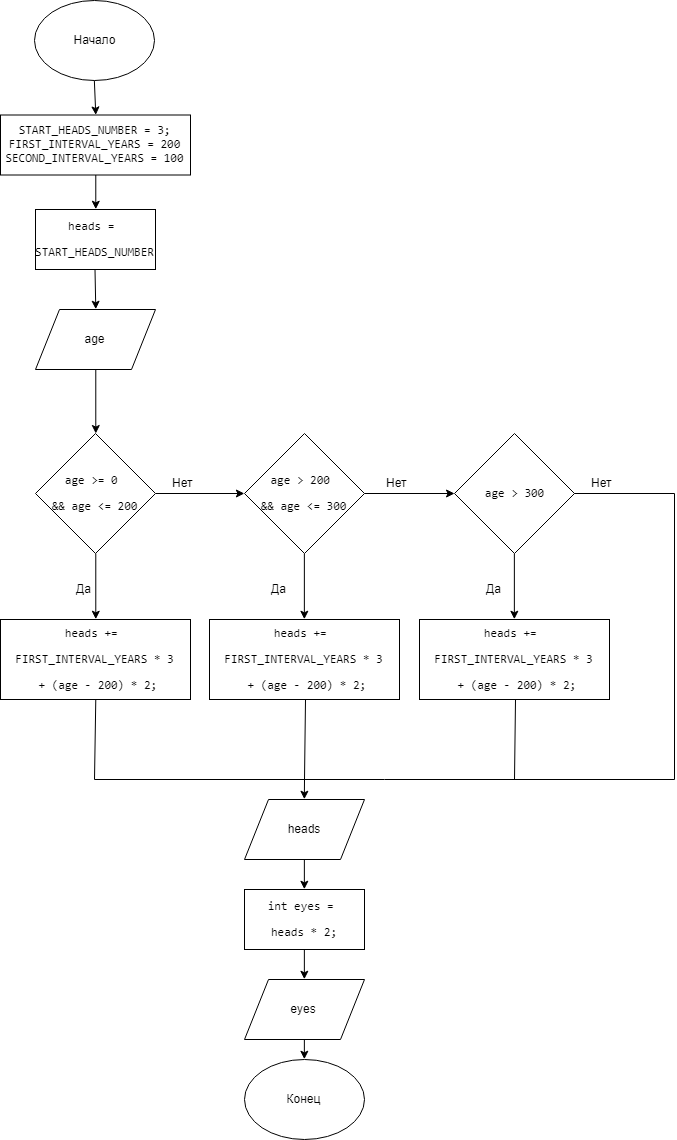 Начало
START_HEADS_NUMBER = 3;
FIRST_INTERVAL_YEARS = 200
SECOND_INTERVAL_YEARS = 100
heads =
START_HEADS_NUMBER
age
age >= 0
&& age <= 200
Нет
age > 200
&& age <= 300
Нет
age > 300
Нет
Да
Да
Да
heads +=
FIRST_INTERVAL_YEARS * 3
+ (age - 200) * 2;
heads +=
FIRST_INTERVAL_YEARS * 3
+ (age - 200) * 2;
heads +=
FIRST_INTERVAL_YEARS * 3
+ (age - 200) * 2;
heads
int eyes =
heads * 2;
eyes
Конец